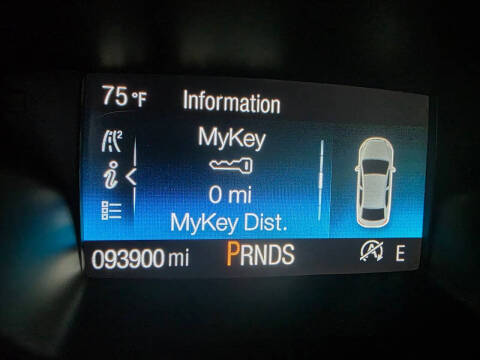 75°F Information
MyKey
0 mi
MyKey Dist.
093900 mi PRNDS E